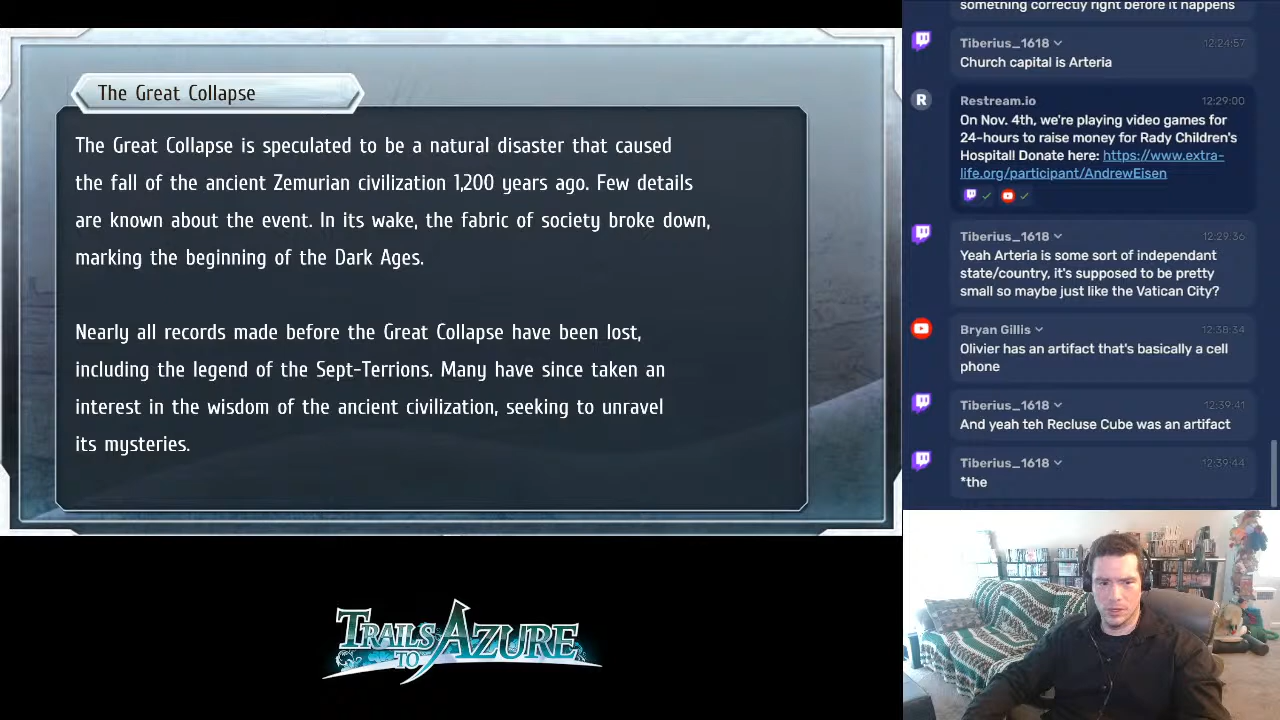 The Great Collapse
The Great Collapse is speculated to be a natural disaster that caused
the fall of the ancient Zemurian civilization 1,200 years ago. Few details
are known about the event. In its wake, the fabric of society broke down,
marking the beginning of the Dark Ages.
Nearly all records made before the Great Collapse have been lost,
including the legend of the Sept-Terrions. Many have since taken an
interest in the wisdom of the ancient civilization, seeking to unravel
its mysteries.
TRAILS
TO AZURE
something correctly right before it happens
Tiberius_1618 12:24:57
Church capital is Arteria
R Restream.io 12:29:00
On Nov. 4th, we're playing video games for
24-hours to raise money for Rady Children's
Hospitall Donate here: https://www.extra-
life.org/participant/AndrewEisen
Tiberius_1618 12:29:36
Yeah Arteria is some sort of independant
state/country, it's supposed to be pretty
small so maybe just like the Vatican City?
Bryan Gillis 12:38:34
Olivier has an artifact that's basically a cell
phone
Tiberius_1618 12:39:41
And yeah teh Recluse Cube was an artifact
Tiberius_1618 12:39:44
*the